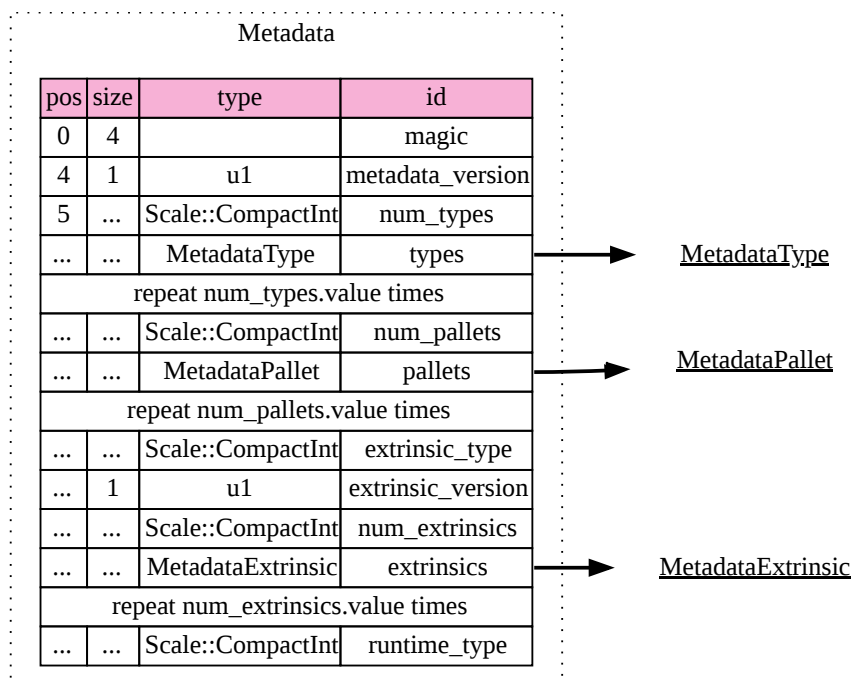 Metadata
pos size type id
0 4 magic
4 1 u1 metadata_version
5 ... Scale::CompactInt num_types
... ... MetadataType types MetadataType
repeat num_types.value times
... ... Scale::CompactInt num_pallets
... ... MetadataPallet pallets MetadataPallet
repeat num_pallets.value times
... ... Scale::CompactInt extrinsic_type
... 1 u1 extrinsic_version
... ... Scale::CompactInt num_extrinsics
... ... MetadataExtrinsic extrinsics MetadataExtrinsic
repeat num_extrinsics.value times
... ... Scale::CompactInt runtime_type